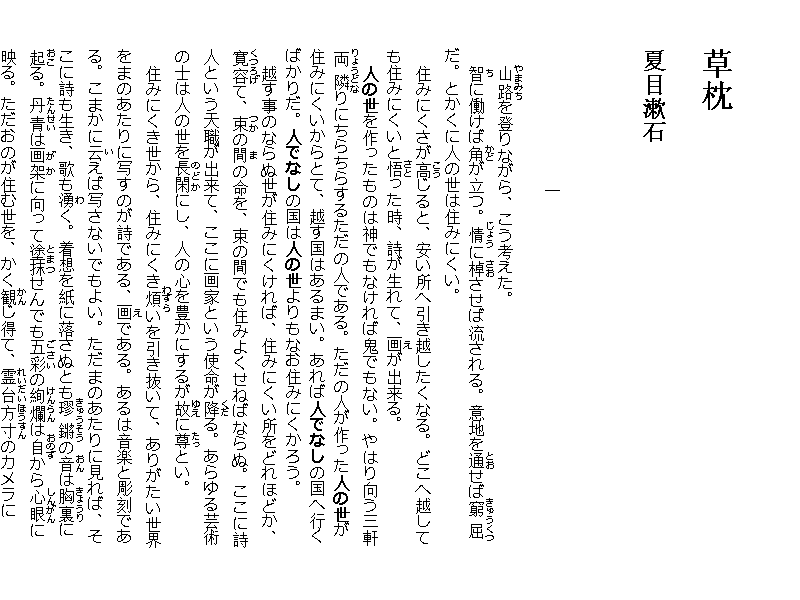 草枕
夏目漱石
一
山路を登りながら、こう考えた。
智に働けば角が立つ。情に棹させば流される。意地を通せば窮屈
だ。とかくに人の世は住みにくい。
住みにくさが高じると、安い所へ引き越したくなる。どこへ越して
も住みにくいと悟った時、詩が生れて、画が出来る。
人の世を作ったものは神でもなければ鬼でもない。やはり向う三軒
両隣りにちらちらするただの人である。ただの人が作った人の世が
住みにくいからとて、越す国はあるまい。あれば人でなしの国へ行く
ばかりだ。人でなしの国は人の世よりもなお住みにくかろう。
越す事のならぬ世が住みにくければ、住みにくい所をどれほどか、
寛容て、束の間の命を、束の間でも住みよくせねばならぬ。ここに詩
人という天職が出来て、ここに画家という使命が降る。あらゆる芸術
の士は人の世を長閑にし、人の心を豊かにするが故に尊とい。
住みにくき世から、住みにくき煩いを引き抜いて、ありがたい世界
をまのあたりに写すのが詩である、画である。あるは音楽と彫刻であ
る。こまかに云えば写さないでもよい。ただまのあたりに見れば、そ
こに詩も生き、歌も湧く。着想を紙に落さぬとも璆鏘の音は胸裏に
起る。丹青は画架に向って塗抹せんでも五彩の絢爛は自から心眼に
映る。ただおのが住む世を、かく観じ得て、霊台方寸のカメラに